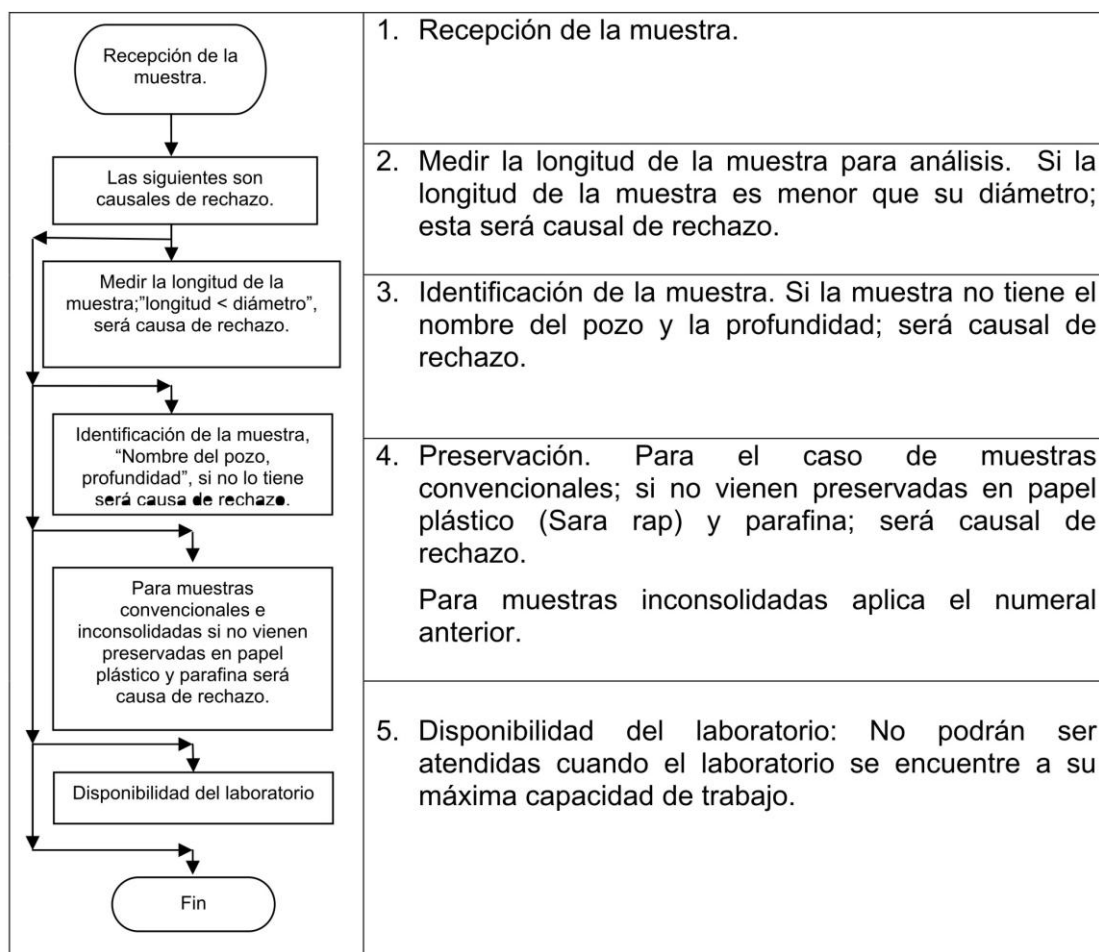 Recepción de la
muestra.
Las siguientes son
causales de rechazo.
Medir la longitud de la
muestra;”longitud < diámetro”,
será causa de rechazo.
Identificación de la muestra,
“Nombre del pozo,
profundidad”, si no lo tiene
será causa de rechazo.
Para muestras
convencionales e
inconsolidadas si no vienen
preservadas en papel
plástico y parafina será
causa de rechazo.
Disponibilidad del laboratorio
Fin
1. Recepción de la muestra.
2. Medir la longitud de la muestra para análisis. Si la
longitud de la muestra es menor que su diámetro;
esta será causal de rechazo.
3. Identificación de la muestra. Si la muestra no tiene el
nombre del pozo y la profundidad; será causal de
rechazo.
4. Preservación. Para el caso de muestras
convencionales; si no vienen preservadas en papel
plástico (Sara rap) y parafina; será causal de
rechazo.
Para muestras inconsolidadas aplica el numeral
anterior.
5. Disponibilidad del laboratorio: No podrán ser
atendidas cuando el laboratorio se encuentre a su
máxima capacidad de trabajo.